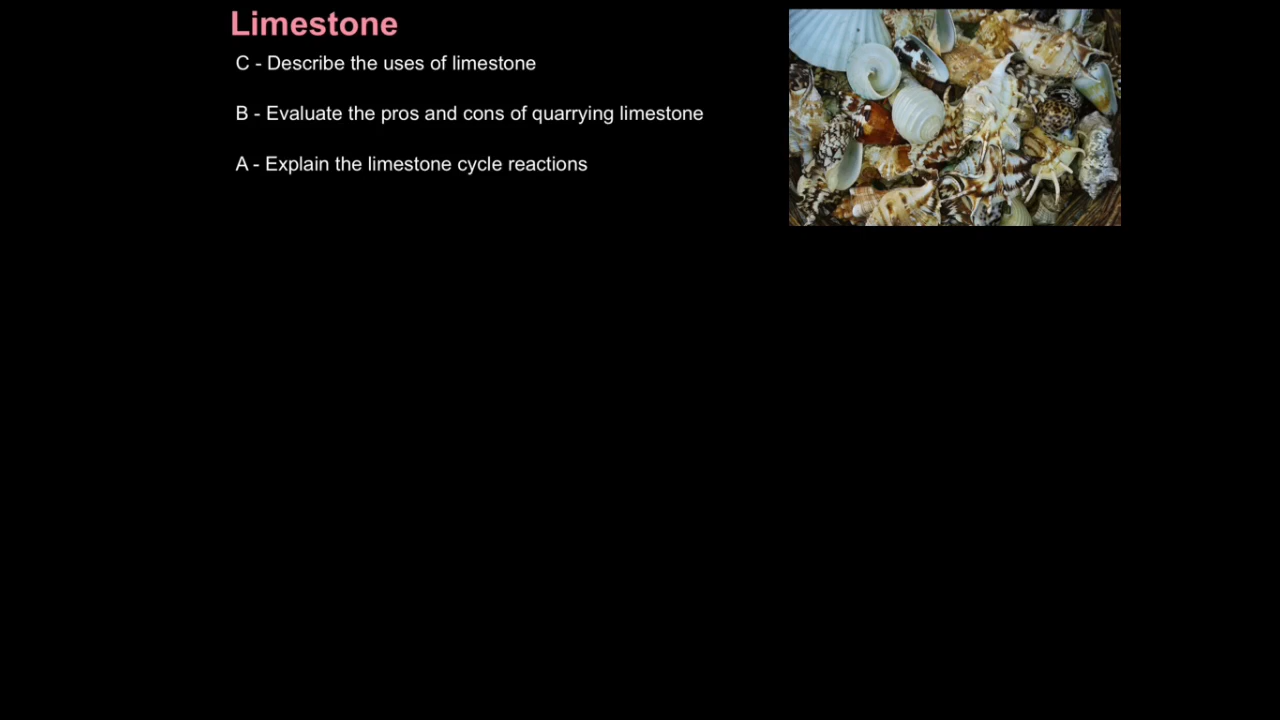 Limestone
C - Describe the uses of limestone
B - Evaluate the pros and cons of quarrying limestone
A - Explain the limestone cycle reactions